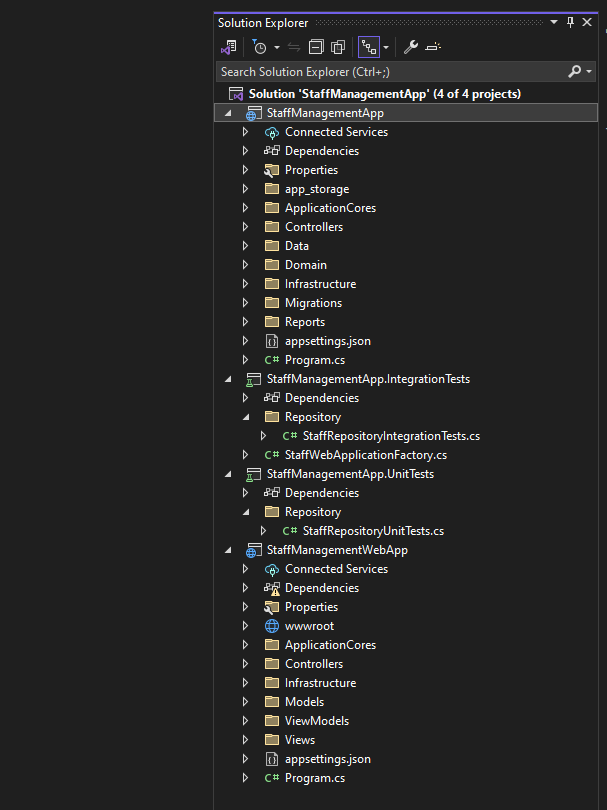 Solution Explorer
Search Solution Explorer (Ctrl+;)
Solution 'StaffManagementApp' (4 of 4 projects)
StaffManagementApp
Connected Services
Dependencies
Properties
app_storage
ApplicationCores
Controllers
Data
Domain
Infrastructure
Migrations
Reports
appsettings.json
C# Program.cs
StaffManagementApp.IntegrationTests
Dependencies
Repository
C# StaffRepositoryIntegrationTests.cs
C# StaffWebApplicationFactory.cs
StaffManagementApp.UnitTests
Dependencies
Repository
C# StaffRepositoryUnitTests.cs
StaffManagementWebApp
Connected Services
Dependencies
Properties
wwwroot
ApplicationCores
Controllers
Infrastructure
Models
ViewModels
Views
appsettings.json
C# Program.cs